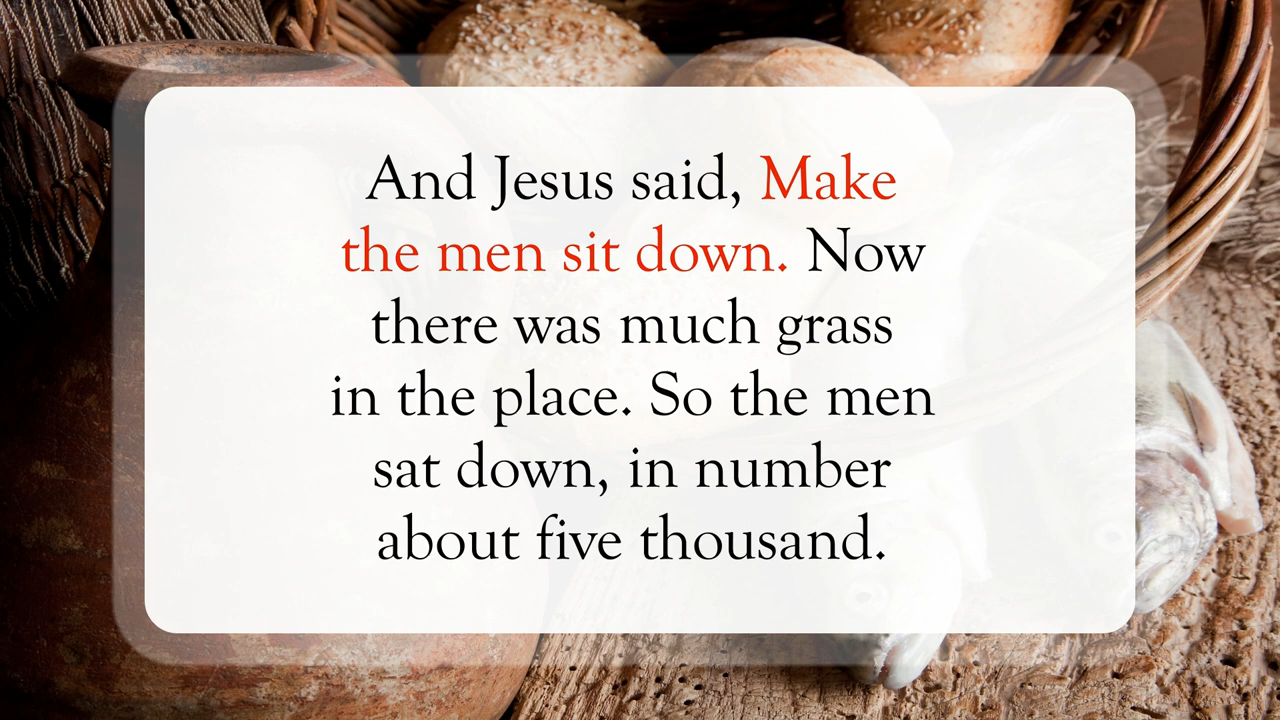 And Jesus said, Make
the men sit down. Now
there was much grass
in the place. So the men
sat down, in number
about five thousand.